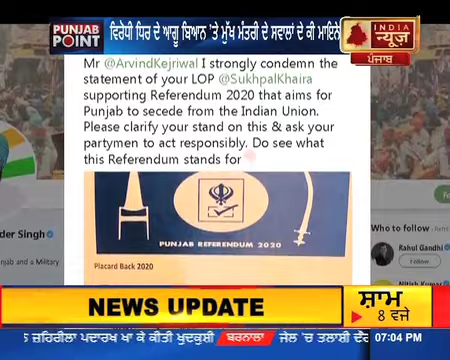 PUNJAB
POINT
ਵਿਰੋਧੀ ਧਿਰ ਦੇ ਆਗੂ ਬਿਆਨ 'ਤੇ ਮੁੱਖ ਮੰਤਰੀ ਦੇ ਸਵਾਲਾਂ ਦੇ ਕੀ ਮਾਇਨੇ
INDIA
न्यूज़
ਪੰਜਾਬ
Mr @ArvindKejriwal I strongly condemn the
statement of your LOP @SukhpalKhaira
supporting Referendum 2020 that aims for
Punjab to secede from the Indian Union.
Please clarify your stand on this & ask your
partymen to act responsibly. Do see what
this Referendum stands for
PUNJAB REFERENDUM 2020
Placard Back 2020
der Singh
njab and a Military
Who to follow
Rahul Gandhi
Follow
Nitish Kumar
NEWS UPDATE
ਸ਼ਾਮ
8 ਵਜੇ
ਜ਼ਹਿਰੀਲਾ ਪਦਾਰਥ ਖਾ ਕੇ ਕੀਤੀ ਖੁਦਕੁਸ਼ੀ ਬਰਨਾਲਾ ਜੇਲ 'ਚ ਤਲਾਸ਼ੀ ਦੌਰ 07:04 PM